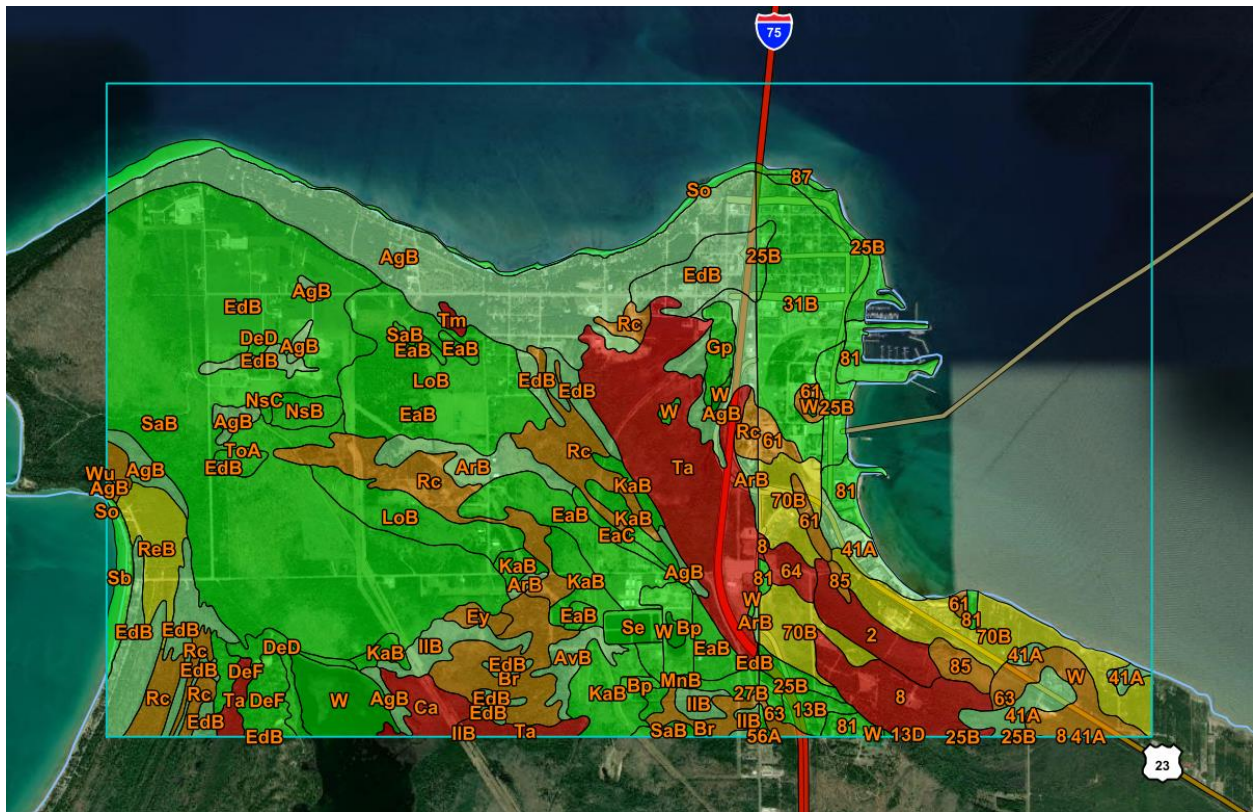 75
87
So
25B
25B
AgB
EdB
AgB
EdB
31B
Tm
Rc
DeD
AgB
SaB
EaB
EaB
Gp
EdB
81
LoB
EdB
EdB
W
61
NsC
NsB
EaB
W
AgB
W
25B
AgB
SaB
Rc
61
ToA
Rc
EdB
ArB
Ta
Wu
AgB
AgB
Rc
KaB
ArB
81
70B
So
LoB
EaB
KaB
61
EaC
ReB
8
41A
KaB
AgB
64
Sb
ArB
KaB
81
85
W
61
Ey
EaB
Se
W
Bp
ArB
81
EdB
EdB
70B
2
70B
Rc
DeD
KaB
IIB
EaB
41A
EdB
DeF
EdB
AvB
EdB
85
W
Br
Bp
MnB
25B
41A
Rc
Rc
Ta
DeF
W
AgB
EdB
KaB
27B
8
63
EdB
Ca
EdB
IIB
63
13B
41A
EdB
IIB
Ta
SaB
Br
IIB
56A
81
W
13D
25B
25B
8
41A
23